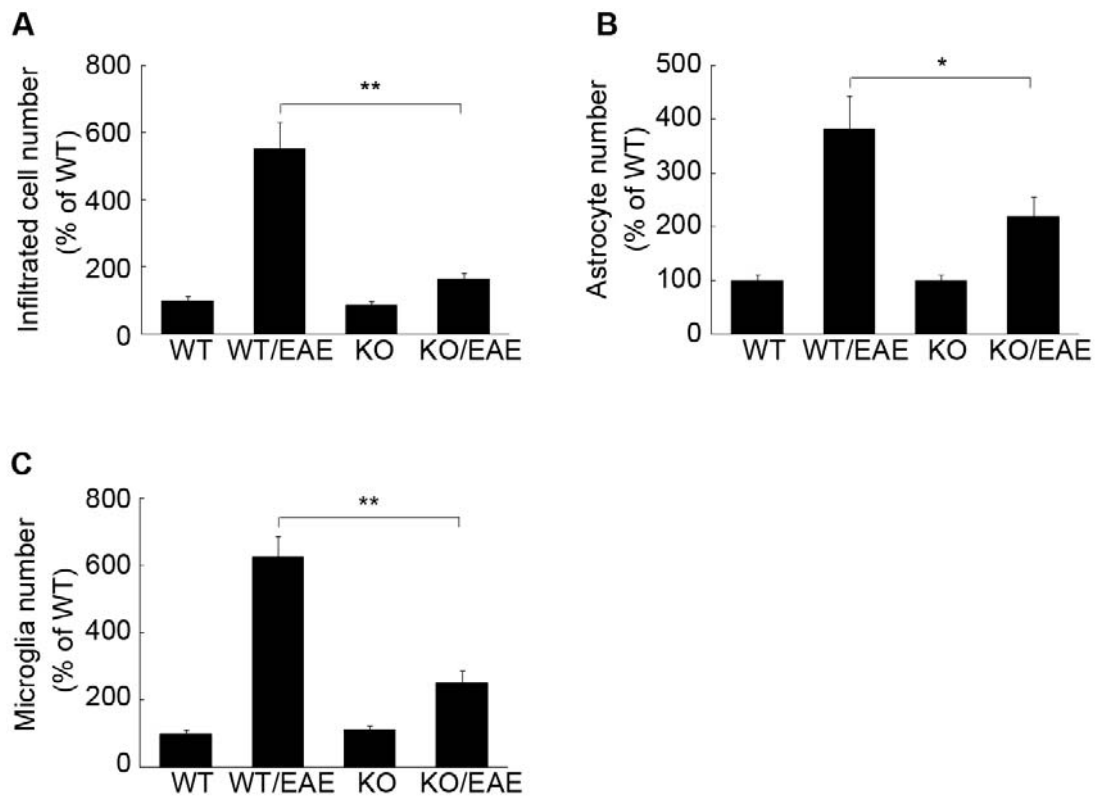 A
Infiltrated cell number
(% of WT)
800
600
400
200
0
**
WT WT/EAE KO KO/EAE
B
Astrocyte number
(% of WT)
500
400
300
200
100
0
*
WT WT/EAE KO KO/EAE
C
Microglia number
(% of WT)
800
600
400
200
0
**
WT WT/EAE KO KO/EAE